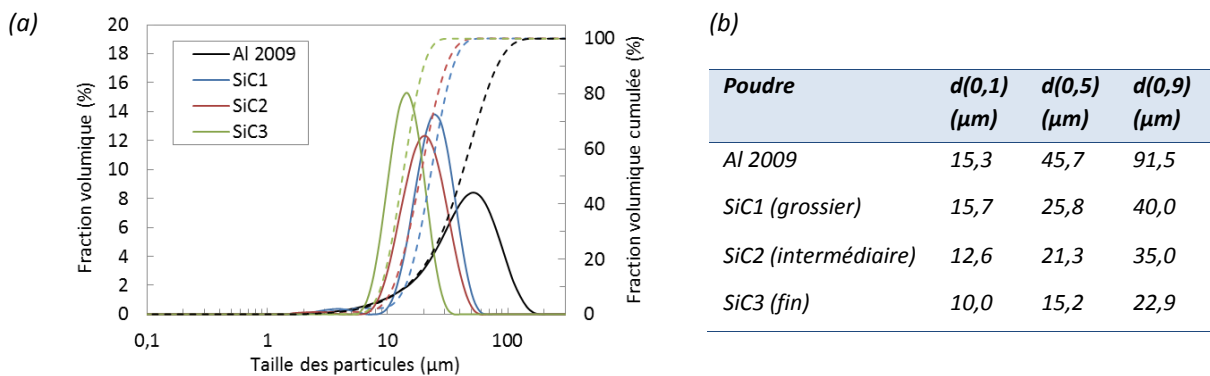 (a)
Fraction volumique (%)
20
18
16
14
12
10
8
6
4
2
0
Al 2009
SiC1
SiC2
SiC3
100
80
60
40
20
0
Fraction volumique cumulée (%)
0,1 1 10 100
Taille des particules (µm)
(b)
Poudre d(0,1) d(0,5) d(0,9)
(µm) (µm) (µm)
Al 2009 15,3 45,7 91,5
SiC1 (grossier) 15,7 25,8 40,0
SiC2 (intermédiaire) 12,6 21,3 35,0
SiC3 (fin) 10,0 15,2 22,9